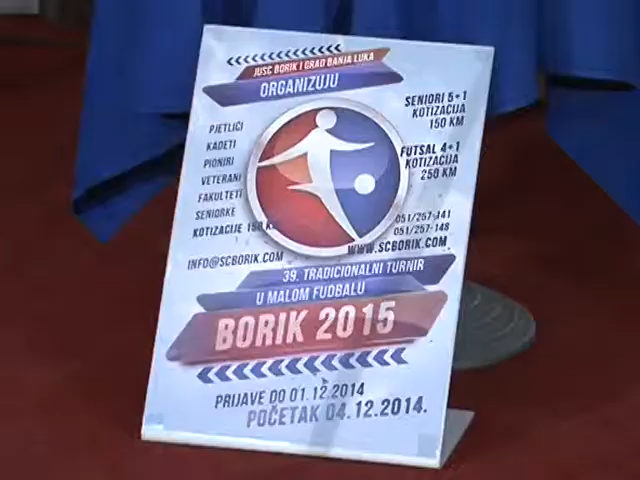 JUSC BORIK I GRAD BANJA LUKA
ORGANIZUJU
PJETLIĆI
KADETI
PIONIRI
VETERANI
FAKULTETI
SENIORKE
KOTIZACIJE 150 KM
SENIORI 5+1
KOTIZACIJA
150 KM
FUTSAL 4+1
KOTIZACIJA
250 KM
051/257-141
051/257-148
WWW.SCBORIK.COM
INFO@SCBORIK.COM
39. TRADICIONALNI TURNIR
U MALOM FUDBALU
BORIK 2015
PRIJAVE DO 01.12.2014
POČETAK 04.12.2014.